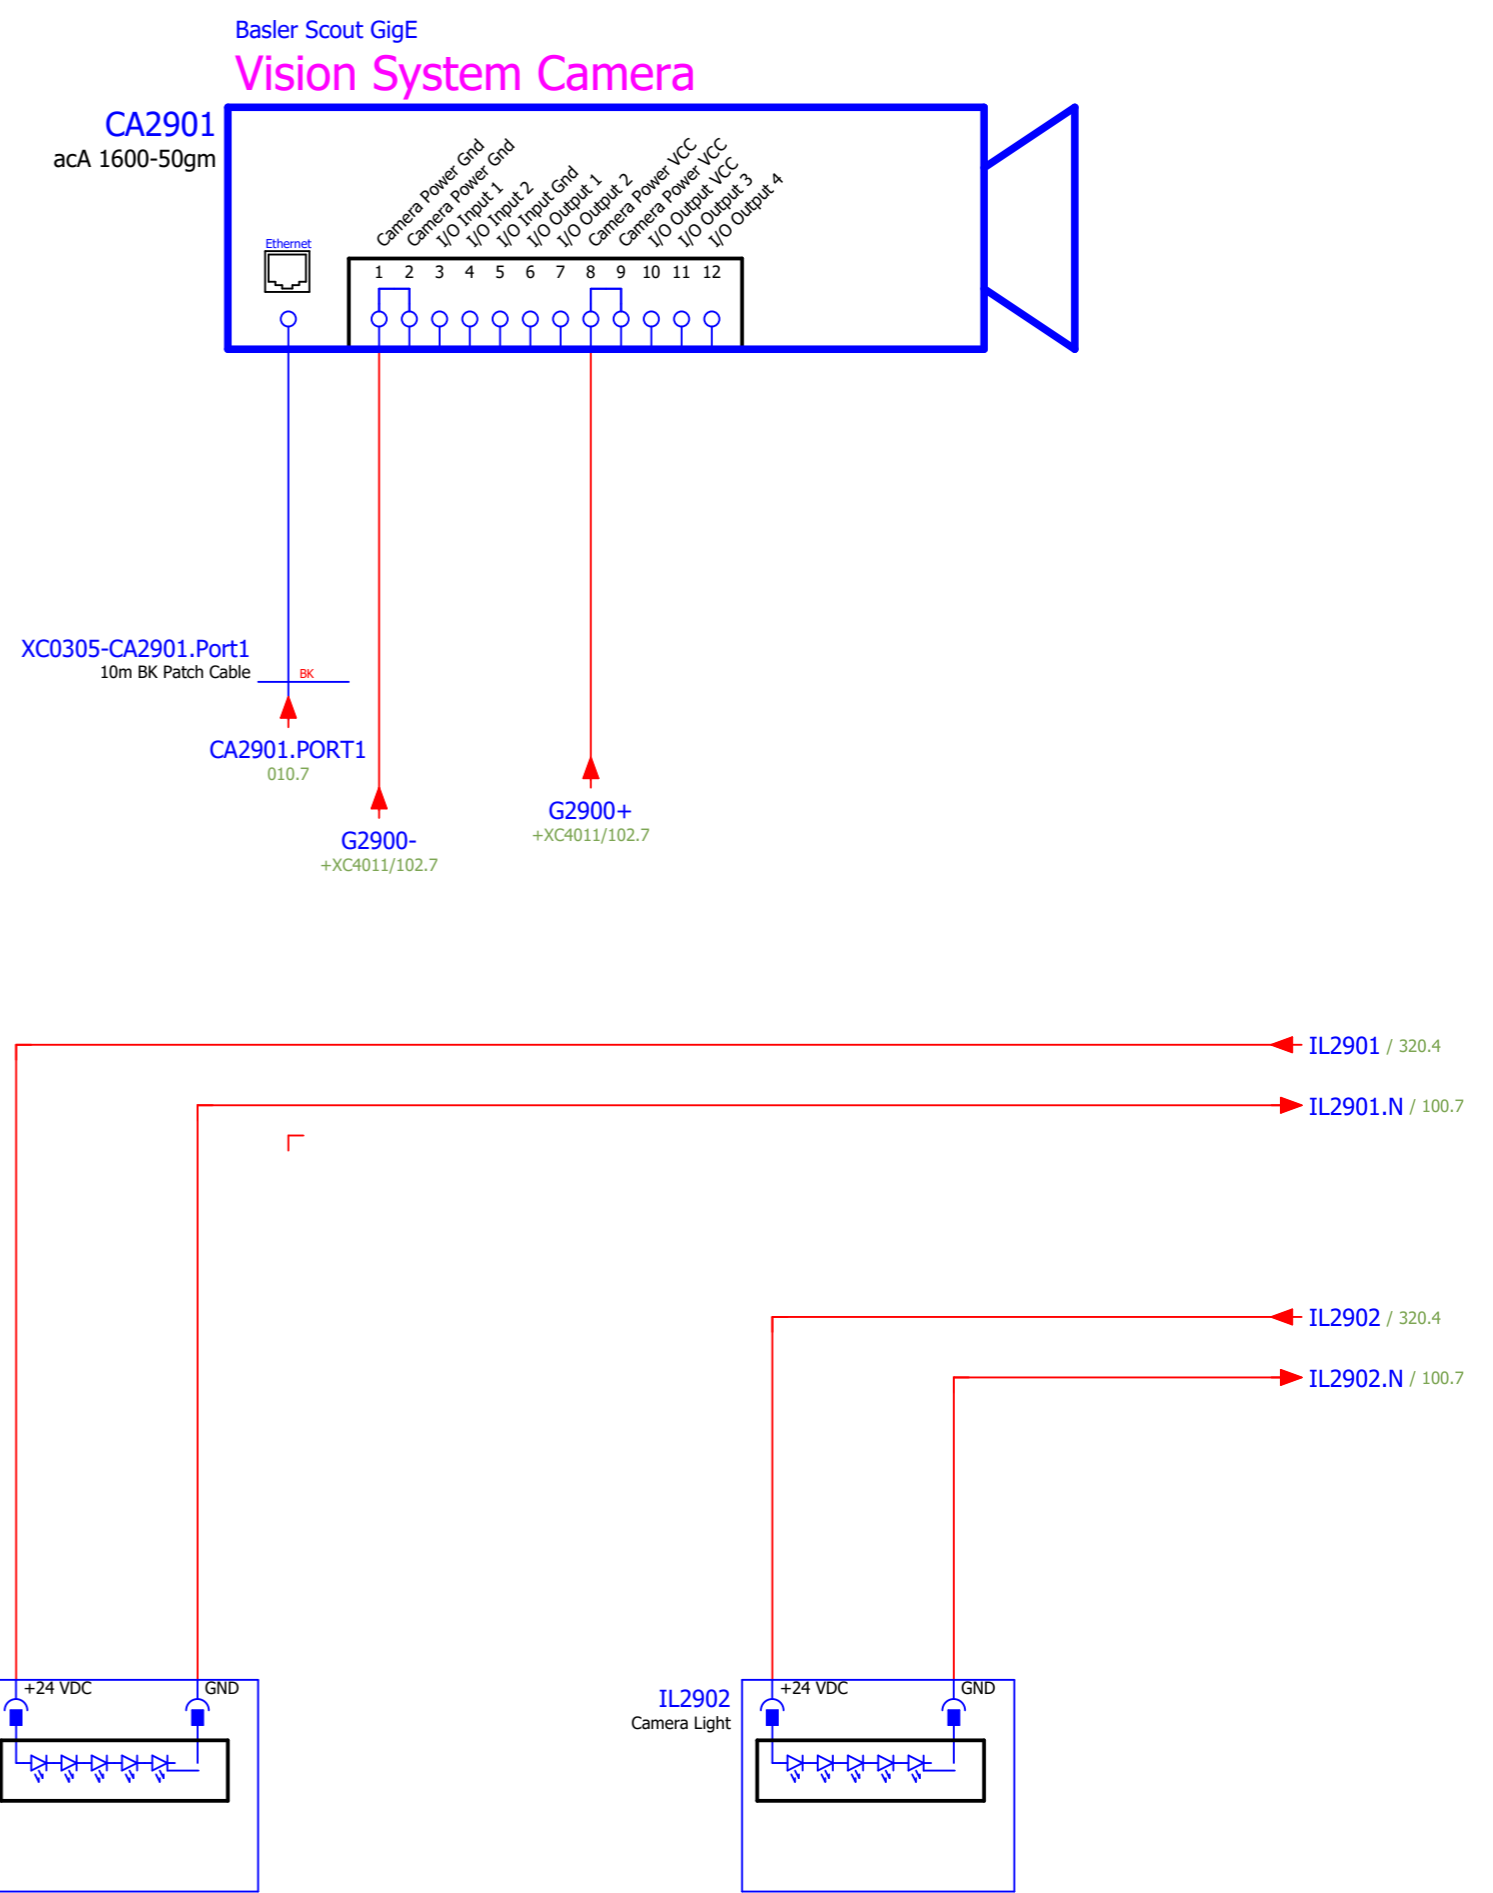 Basler Scout GigE
Vision System Camera
CA2901
acA 1600-50gm
Camera Power Gnd
Camera Power Gnd
I/O Input 1
I/O Input 2
I/O Input Gnd
I/O Output 1
I/O Output 2
Camera Power VCC
Camera Power VCC
I/O Output VCC
I/O Output 3
I/O Output 4
Ethernet
1 2 3 4 5 6 7 8 9 10 11 12
XC0305-CA2901.Port1
10m BK Patch Cable
BK
CA2901.PORT1
010.7
G2900-
+XC4011/102.7
G2900+
+XC4011/102.7
IL2901 / 320.4
IL2901.N / 100.7
IL2902 / 320.4
IL2902.N / 100.7
+24 VDC GND
IL2902
Camera Light
+24 VDC GND